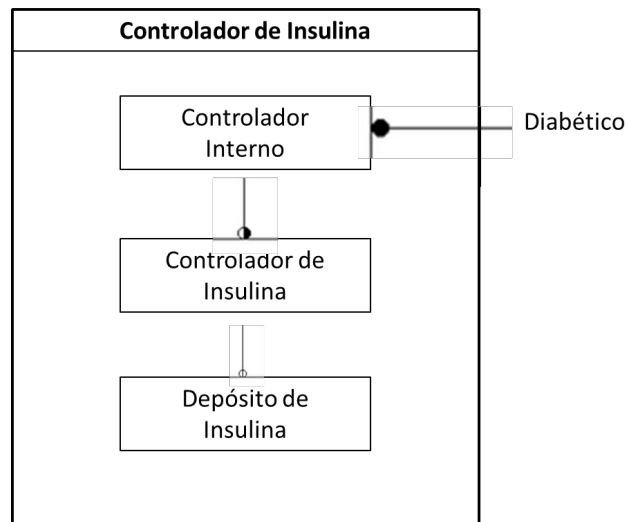 Controlador de Insulina
Controlador
Interno
Diabético
Controlador de
Insulina
Depósito de
Insulina